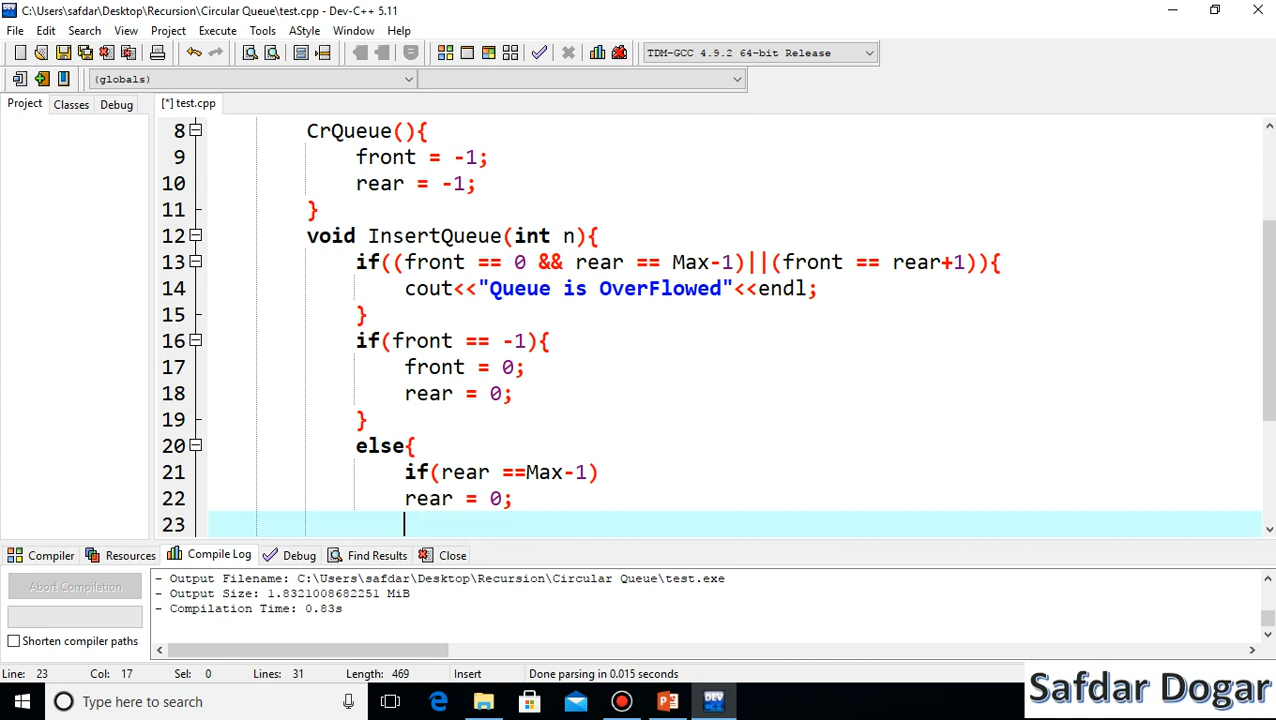 C:\Users\safdar\Desktop\Recursion\Circular Queue\test.cpp - Dev-C++ 5.11
File Edit Search View Project Execute Tools AStyle Window Help
TDM-GCC 4.9.2 64-bit Release
(globals)
Project Classes Debug [*] test.cpp
8 CrQueue(){
9 front = -1;
10 rear = -1;
11 }
12 void InsertQueue(int n){
13 if((front == 0 && rear == Max-1)||(front == rear+1)){
14 cout<<"Queue is OverFlowed"<<endl;
15 }
16 if(front == -1){
17 front = 0;
18 rear = 0;
19 }
20 else{
21 if(rear ==Max-1)
22 rear = 0;
23
Compiler Resources Compile Log Debug Find Results Close
Abort Compilation
Shorten compiler paths
- Output Filename: C:\Users\safdar\Desktop\Recursion\Circular Queue\test.exe
- Output Size: 1.8321008682251 MiB
- Compilation Time: 0.83s
Line: 23 Col: 17 Sel: 0 Lines: 31 Length: 469 Insert Done parsing in 0.015 seconds
Type here to search
DEV
Safdar Dogar